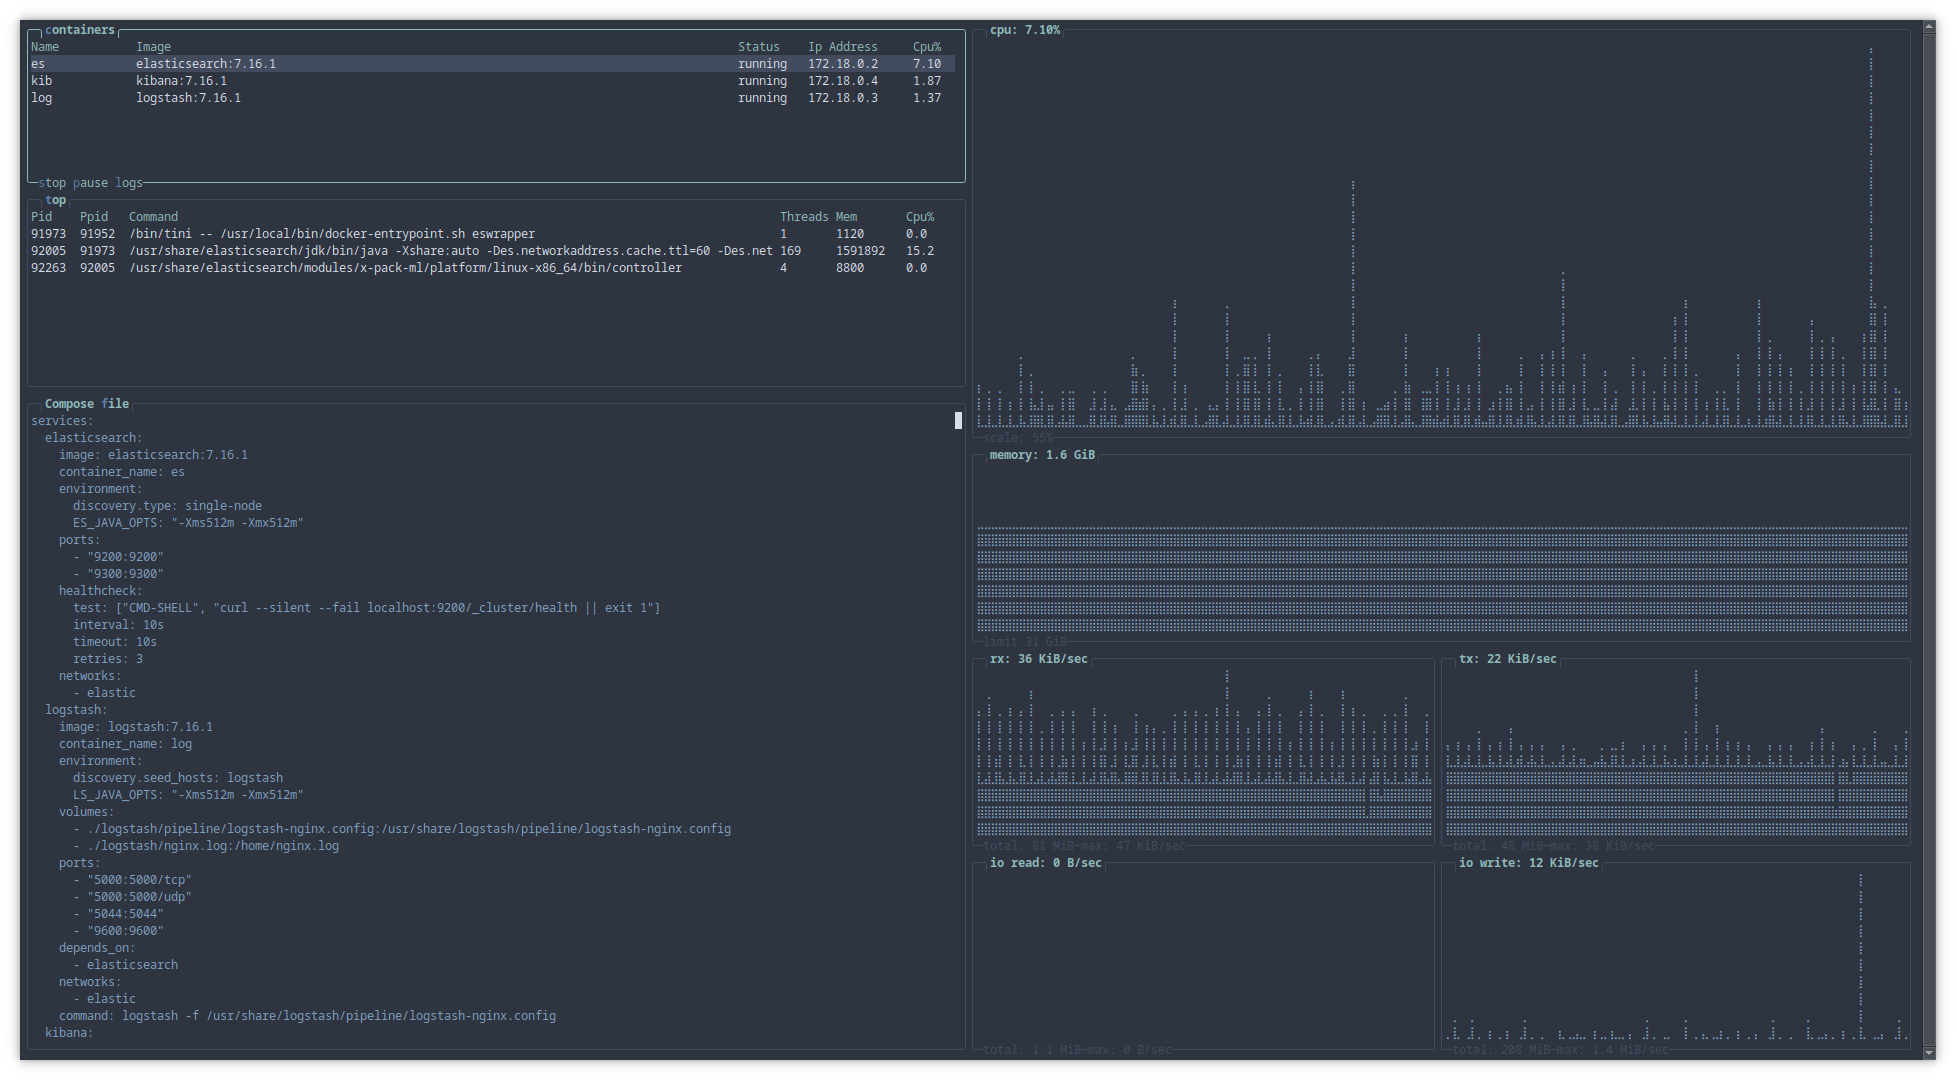 containers
Name Image Status Ip Address Cpu%
es elasticsearch:7.16.1 running 172.18.0.2 7.10
kib kibana:7.16.1 running 172.18.0.4 1.87
log logstash:7.16.1 running 172.18.0.3 1.37
stop pause logs
top
Pid Ppid Command Threads Mem Cpu%
91973 91952 /bin/tini -- /usr/local/bin/docker-entrypoint.sh eswrapper 1 1120 0.0
92005 91973 /usr/share/elasticsearch/jdk/bin/java -Xshare:auto -Des.networkaddress.cache.ttl=60 -Des.net 169 1591892 15.2
92263 92005 /usr/share/elasticsearch/modules/x-pack-ml/platform/linux-x86_64/bin/controller 4 8800 0.0
Compose file
services:
  elasticsearch:
    image: elasticsearch:7.16.1
    container_name: es
    environment:
      discovery.type: single-node
      ES_JAVA_OPTS: "-Xms512m -Xmx512m"
    ports:
      - "9200:9200"
      - "9300:9300"
    healthcheck:
      test: ["CMD-SHELL", "curl --silent --fail localhost:9200/_cluster/health || exit 1"]
      interval: 10s
      timeout: 10s
      retries: 3
    networks:
      - elastic
  logstash:
    image: logstash:7.16.1
    container_name: log
    environment:
      discovery.seed_hosts: logstash
      LS_JAVA_OPTS: "-Xms512m -Xmx512m"
    volumes:
      - ./logstash/pipeline/logstash-nginx.config:/usr/share/logstash/pipeline/logstash-nginx.config
      - ./logstash/nginx.log:/home/nginx.log
    ports:
      - "5000:5000/tcp"
      - "5000:5000/udp"
      - "5044:5044"
      - "9600:9600"
    depends_on:
      - elasticsearch
    networks:
      - elastic
    command: logstash -f /usr/share/logstash/pipeline/logstash-nginx.config
  kibana:
cpu: 7.10%
scale: 55%
memory: 1.6 GiB
limit 31 GiB
rx: 36 KiB/sec
total: 81 MiB max: 47 KiB/sec
tx: 22 KiB/sec
total: 48 MiB max: 38 KiB/sec
io read: 0 B/sec
total: 1.1 MiB max: 0 B/sec
io write: 12 KiB/sec
total: 208 MiB max: 1.4 MiB/sec